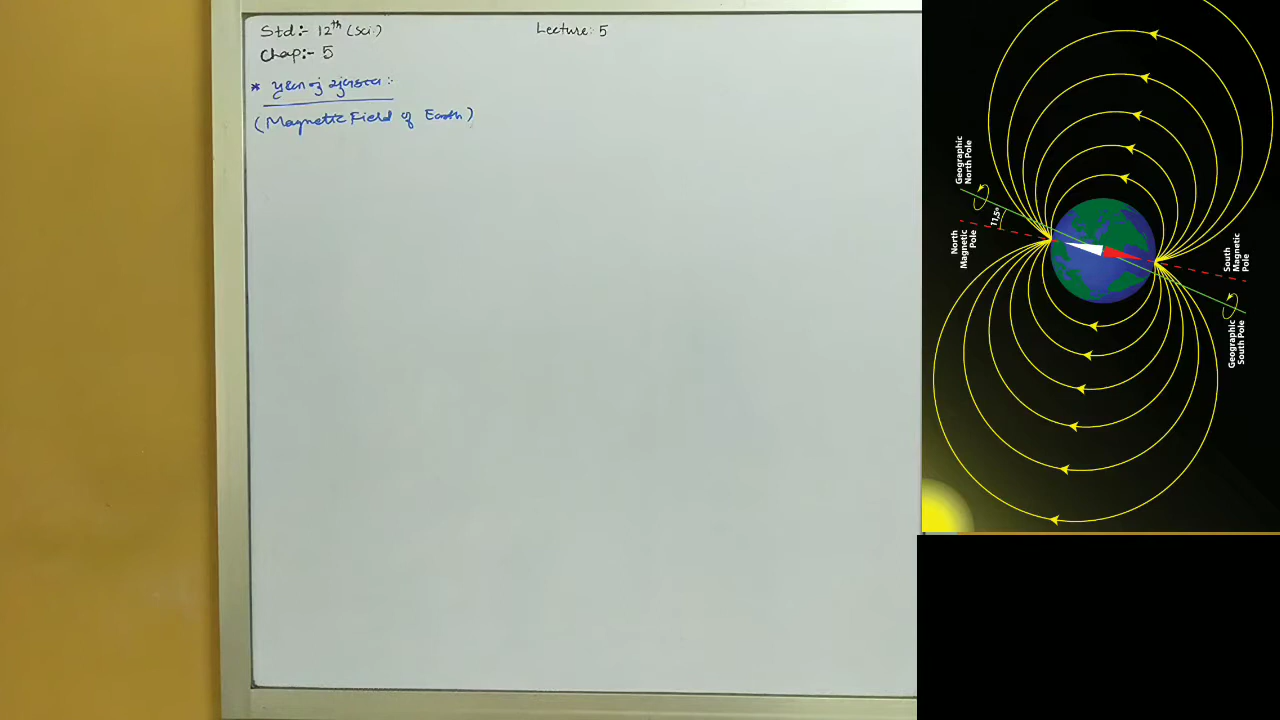 Std:- 12th (sci)
Lecture: 5
Chap:- 5
* પૃથ્વીનું ચુંબકત્વ :-
(Magnetic Field of Earth)
Geographic
North Pole
11.5°
North
Magnetic
Pole
South
Magnetic
Pole
Geographic
South Pole